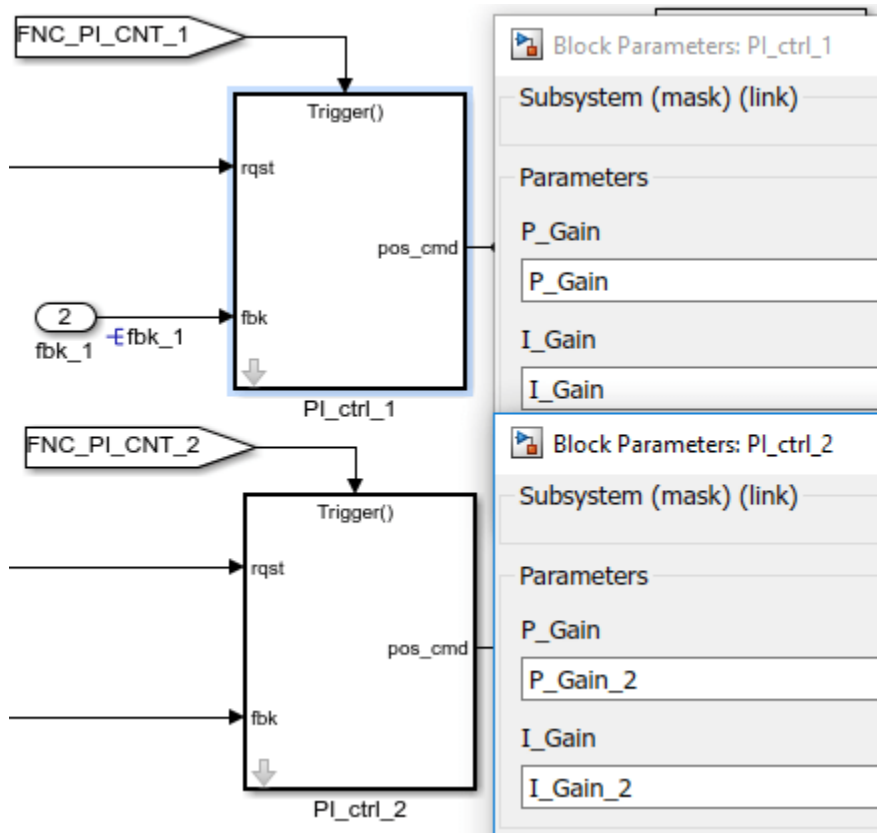 FNC_PI_CNT_1
Trigger()
rqst
pos_cmd
2
fbk_1
fbk_1
fbk
PI_ctrl_1
Block Parameters: PI_ctrl_1
Subsystem (mask) (link)
Parameters
P_Gain
P_Gain
I_Gain
I_Gain
FNC_PI_CNT_2
Trigger()
rqst
pos_cmd
fbk
PI_ctrl_2
Block Parameters: PI_ctrl_2
Subsystem (mask) (link)
Parameters
P_Gain
P_Gain_2
I_Gain
I_Gain_2